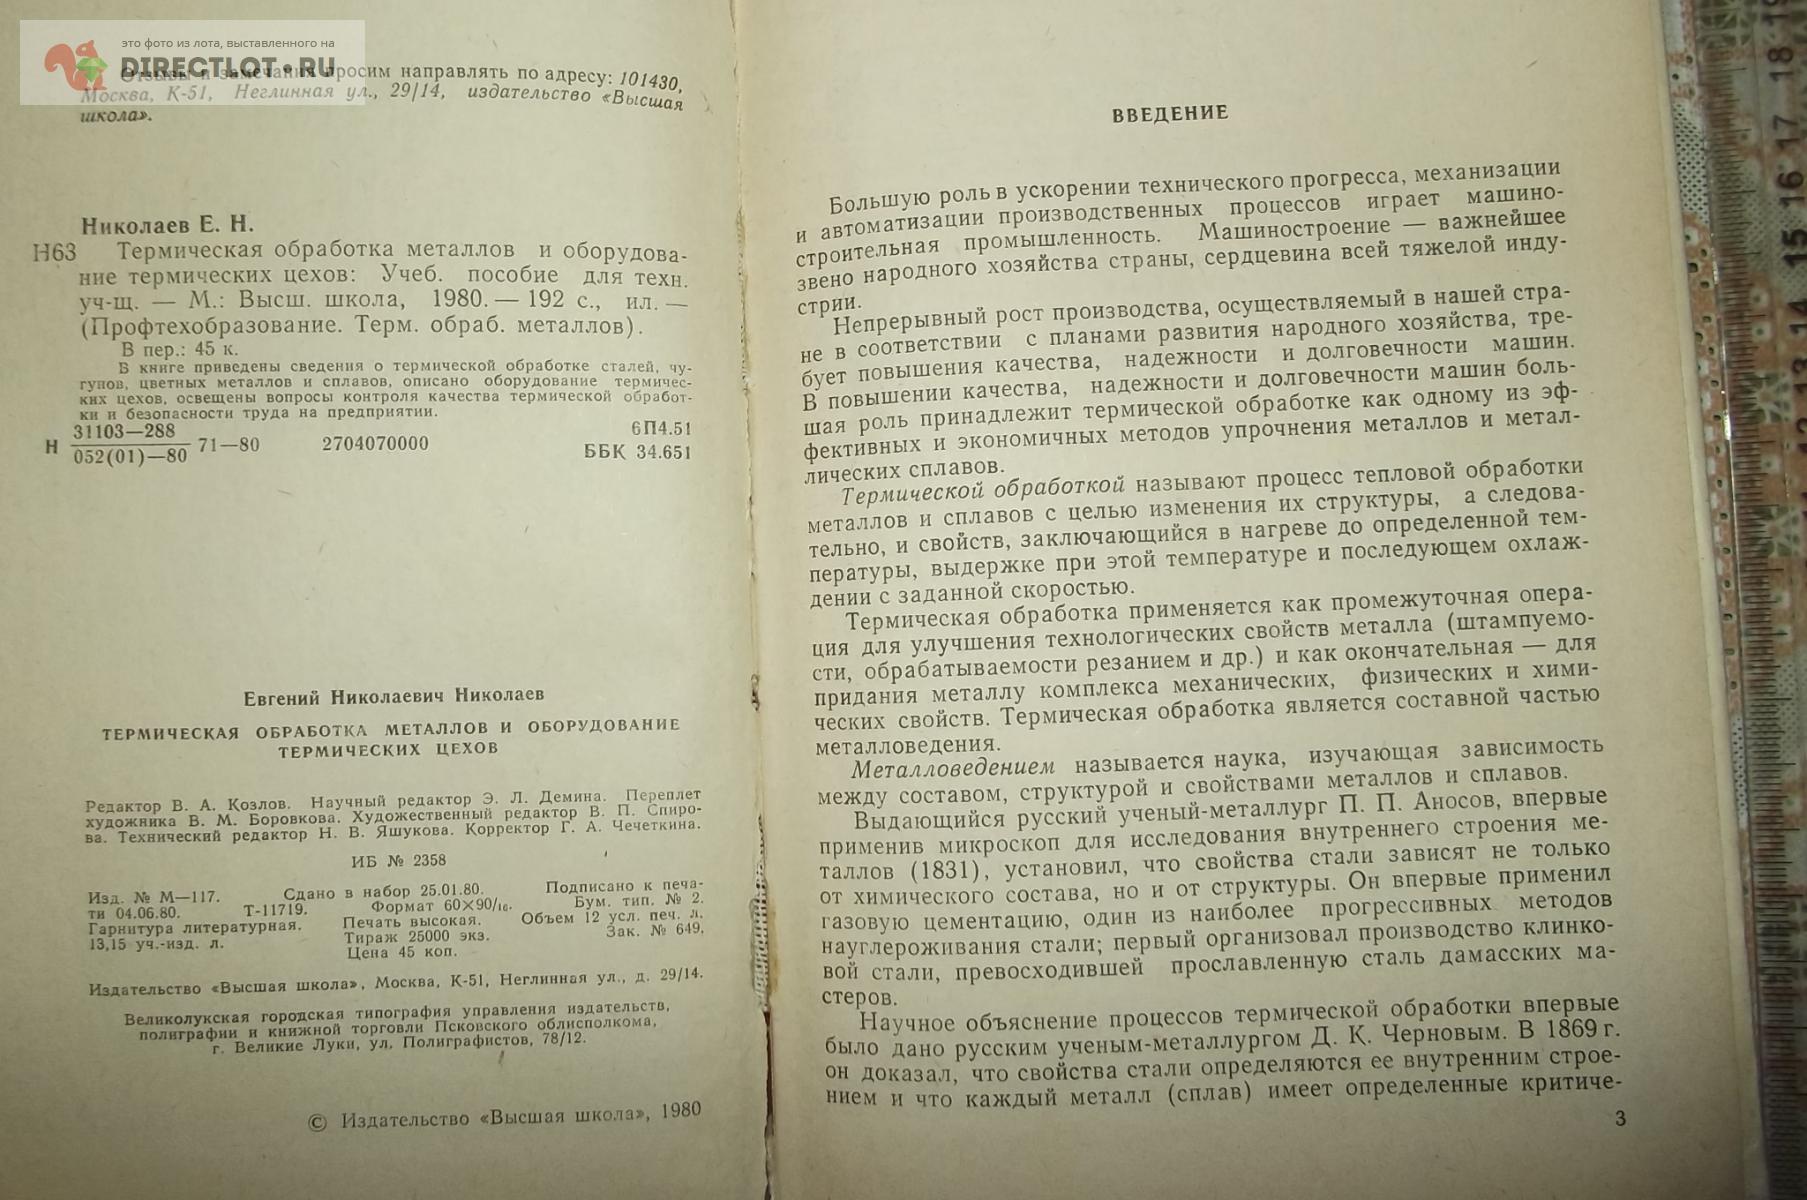 это фото из лота, выставленного на
DIRECTLOT.RU
Отзывы и замечания просим направлять по адресу: 101430,
Москва, К-51, Неглинная ул., 29/14, издательство «Высшая
школа».
Николаев Е. Н.
Н63 Термическая обработка металлов и оборудова-
ние термических цехов: Учеб. пособие для техн.
уч-щ. — М.: Высш. школа, 1980. — 192 с., ил. —
(Профтехобразование. Терм. обраб. металлов).
В пер.: 45 к.
В книге приведены сведения о термической обработке сталей, чу-
гунов, цветных металлов и сплавов, описано оборудование термичес-
ких цехов, освещены вопросы контроля качества термической обработ-
ки и безопасности труда на предприятии.
31103—288 6П4.51
Н 71—80 2704070000
052(01)—80 ББК 34.651
Евгений Николаевич Николаев
ТЕРМИЧЕСКАЯ ОБРАБОТКА МЕТАЛЛОВ И ОБОРУДОВАНИЕ
ТЕРМИЧЕСКИХ ЦЕХОВ
Редактор В. А. Козлов. Научный редактор Э. Л. Демина. Переплет
художника В. М. Боровкова. Художественный редактор В. П. Спиро-
ва. Технический редактор Н. В. Яшукова. Корректор Г. А. Чечеткина.
ИБ № 2358
Изд. № М—117. Сдано в набор 25.01.80. Подписано к печа-
ти 04.06.80. Т-11719. Формат 60×90/16. Бум. тип. № 2.
Гарнитура литературная. Печать высокая. Объем 12 усл. печ. л.
13,15 уч.-изд. л. Тираж 25000 экз. Зак. № 649.
Цена 45 коп.
Издательство «Высшая школа», Москва, К-51, Неглинная ул., д. 29/14.
Великолукская городская типография управления издательств,
полиграфии и книжной торговли Псковского облисполкома,
г. Великие Луки, ул. Полиграфистов, 78/12.
© Издательство «Высшая школа», 1980
ВВЕДЕНИЕ
Большую роль в ускорении технического прогресса, механизации
и автоматизации производственных процессов играет машино-
строительная промышленность. Машиностроение — важнейшее
звено народного хозяйства страны, сердцевина всей тяжелой инду-
стрии.
Непрерывный рост производства, осуществляемый в нашей стра-
не в соответствии с планами развития народного хозяйства, тре-
бует повышения качества, надежности и долговечности машин.
В повышении качества, надежности и долговечности машин боль-
шая роль принадлежит термической обработке как одному из эф-
фективных и экономичных методов упрочнения металлов и метал-
лических сплавов.
Термической обработкой называют процесс тепловой обработки
металлов и сплавов с целью изменения их структуры, а следова-
тельно, и свойств, заключающийся в нагреве до определенной тем-
пературы, выдержке при этой температуре и последующем охлаж-
дении с заданной скоростью.
Термическая обработка применяется как промежуточная опера-
ция для улучшения технологических свойств металла (штампуемо-
сти, обрабатываемости резанием и др.) и как окончательная — для
придания металлу комплекса механических, физических и хими-
ческих свойств. Термическая обработка является составной частью
металловедения.
Металловедением называется наука, изучающая зависимость
между составом, структурой и свойствами металлов и сплавов.
Выдающийся русский ученый-металлург П. П. Аносов, впервые
применив микроскоп для исследования внутреннего строения ме-
таллов (1831), установил, что свойства стали зависят не только
от химического состава, но и от структуры. Он впервые применил
газовую цементацию, один из наиболее прогрессивных методов
науглероживания стали; первый организовал производство клинко-
вой стали, превосходившей прославленную сталь дамасских ма-
стеров.
Научное объяснение процессов термической обработки впервые
было дано русским ученым-металлургом Д. К. Черновым. В 1869 г.
он доказал, что свойства стали определяются ее внутренним строе-
нием и что каждый металл (сплав) имеет определенные критиче-
3
19
18
17
16
15
14
13
12